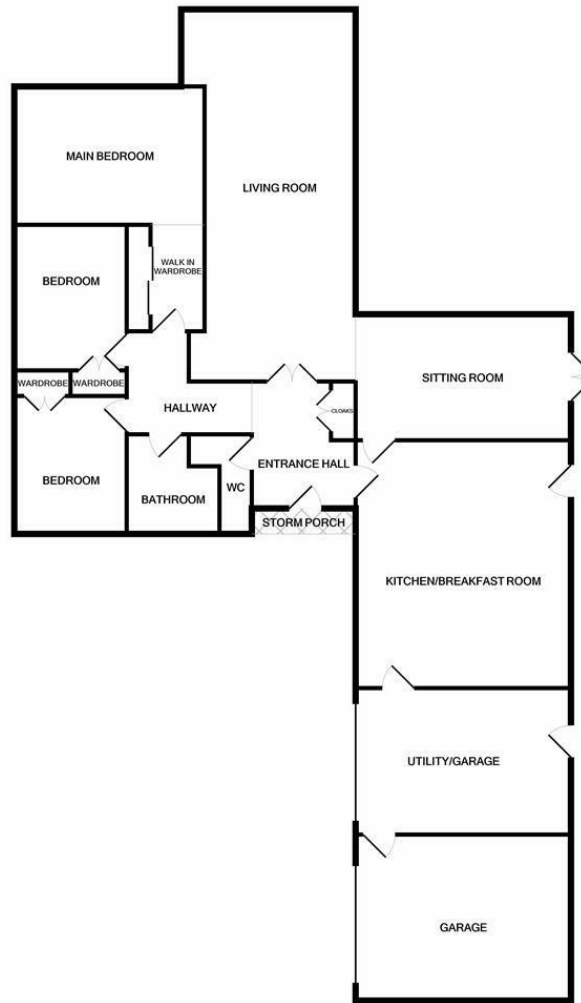 MAIN BEDROOM
LIVING ROOM
WALK IN
WARDROBE
BEDROOM
SITTING ROOM
WARDROBE
WARDROBE
HALLWAY
CLOAKS
ENTRANCE HALL
BEDROOM
WC
BATHROOM
STORM PORCH
KITCHEN/BREAKFAST ROOM
UTILITY/GARAGE
GARAGE